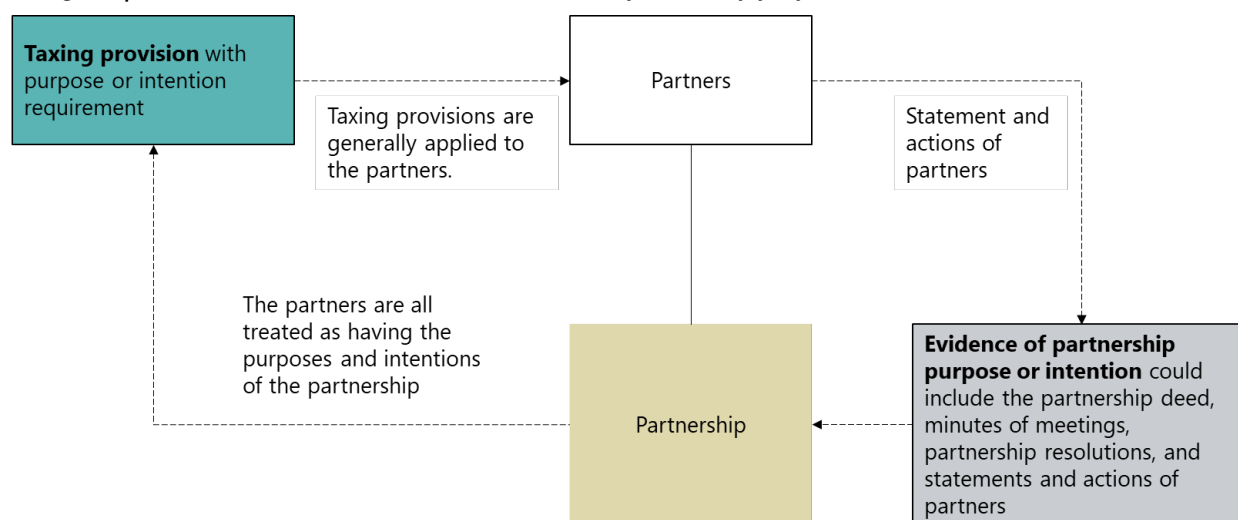 Taxing provision with
purpose or intention
requirement
Taxing provisions are
generally applied to
the partners.
Partners
Statement and
actions of
partners
The partners are all
treated as having the
purposes and intentions
of the partnership
Partnership
Evidence of partnership
purpose or intention could
include the partnership deed,
minutes of meetings,
partnership resolutions, and
statements and actions of
partners